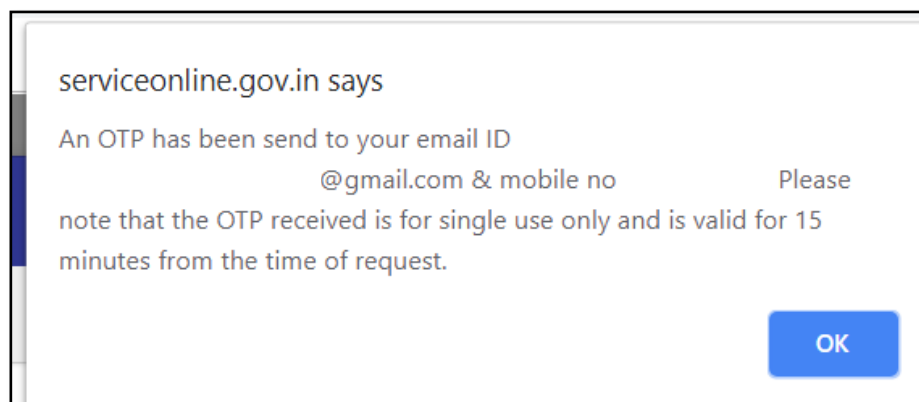 serviceonline.gov.in says
An OTP has been send to your email ID
@gmail.com & mobile no Please
note that the OTP received is for single use only and is valid for 15
minutes from the time of request.
OK